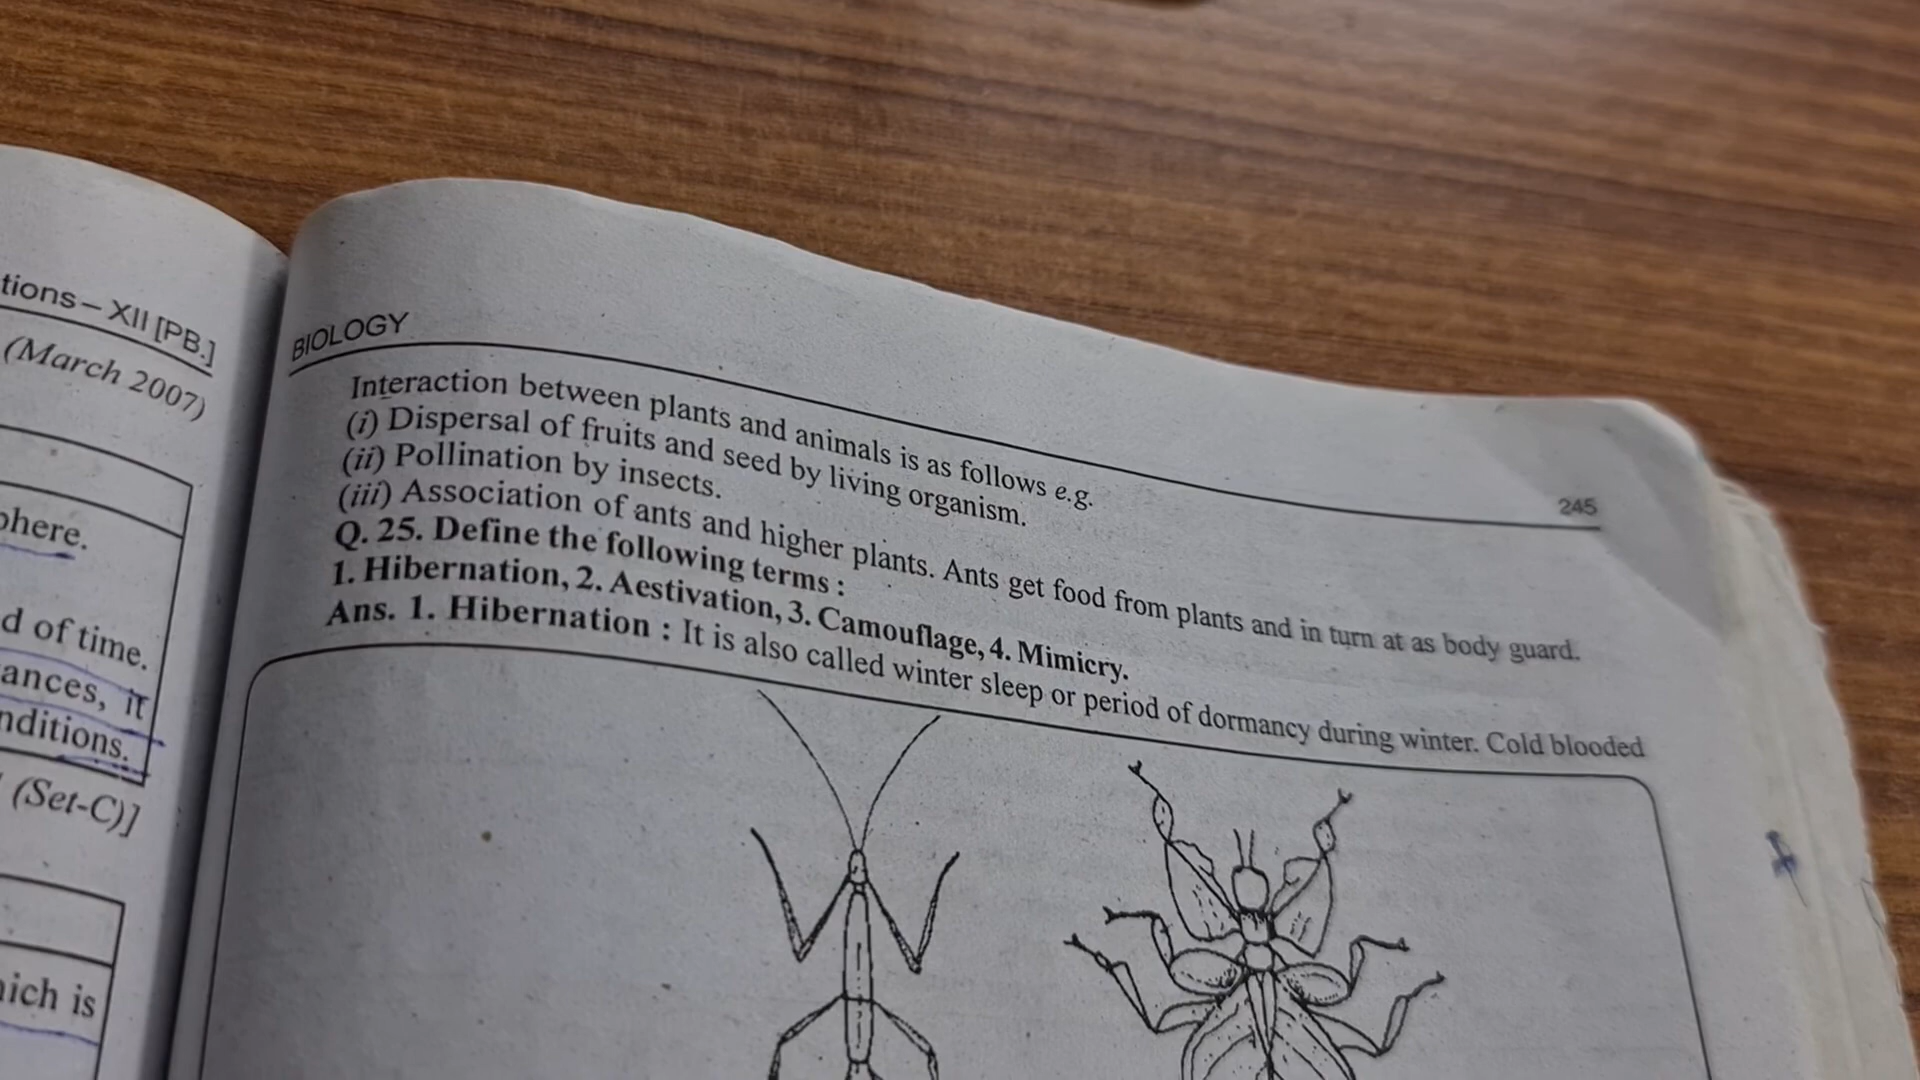 tions – XII [PB.]
(March 2007)
phere.
d of time.
ances, it
nditions.
(Set-C)]
hich is
BIOLOGY
245
Interaction between plants and animals is as follows e.g.
(i) Dispersal of fruits and seed by living organism.
(ii) Pollination by insects.
(iii) Association of ants and higher plants. Ants get food from plants and in turn at as body guard.
Q. 25. Define the following terms :
1. Hibernation, 2. Aestivation, 3. Camouflage, 4. Mimicry.
Ans. 1. Hibernation : It is also called winter sleep or period of dormancy during winter. Cold blooded